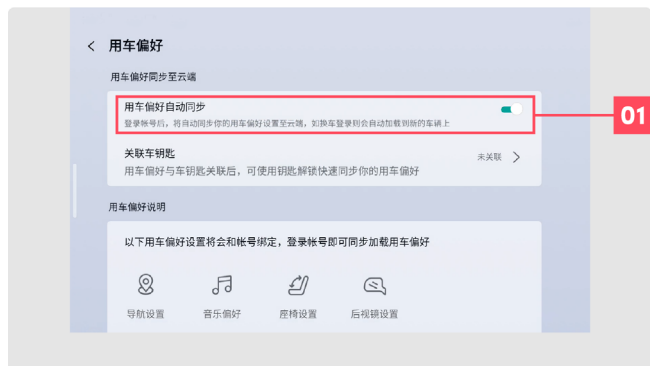 用车偏好
用车偏好同步至云端
用车偏好自动同步
登录帐号后，将自动同步你的用车偏好设置至云端，如换车登录则会自动加载到新的车辆上
01
关联车钥匙
未关联
用车偏好与车钥匙关联后，可使用钥匙解锁快速同步你的用车偏好
用车偏好说明
以下用车偏好设置将会和帐号绑定，登录帐号即可同步加载用车偏好
导航设置 音乐偏好 座椅设置 后视镜设置